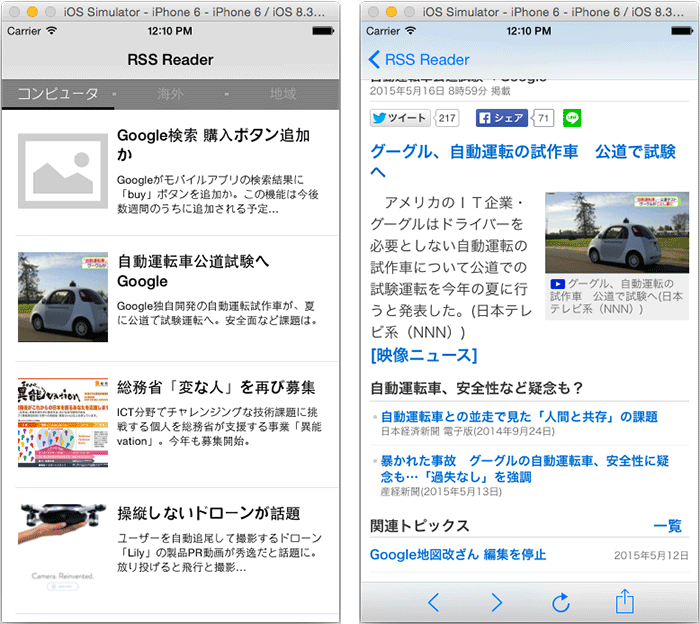 iOS Simulator - iPhone 6 - iPhone 6 / iOS 8.3...
Carrier 12:10 PM
RSS Reader
コンピュータ 海外 地域
Google検索 購入ボタン追加
か
Googleがモバイルアプリの検索結果に
「buy」ボタンを追加か。この機能は今後
数週間のうちに追加される予定...
自動運転車公道試験へ
Google
Google独自開発の自動運転試作車が、夏
に公道で試験運転へ。安全面など課題は。
総務省「変な人」を再び募集
ICT分野でチャレンジングな技術課題に挑
戦する個人を総務省が支援する事業「異能
vation」。今年も募集開始。
異能vation
操縦しないドローンが話題
ユーザーを自動追尾して撮影するドローン
「Lily」の製品PR動画が秀逸だと話題に。
放り投げると飛行と撮影...
Camera. Reinvented.
iOS Simulator - iPhone 6 - iPhone 6 / iOS 8.3...
Carrier 12:10 PM
RSS Reader
自動運転車公道試験へ Google
2015年5月16日 8時59分 掲載
ツイート 217 シェア 71 LINE
グーグル、自動運転の試作車　公道で試験
へ
アメリカのＩＴ企業・
グーグルはドライバーを
必要としない自動運転の
試作車について公道での
試験運転を今年の夏に行
うと発表した。(日本テレ
ビ系（NNN）)
[映像ニュース]
グーグル、自動運転の
試作車　公道で試験へ(日本
テレビ系（NNN）)
自動運転車、安全性など疑念も？
自動運転車との並走で見た「人間と共存」の課題
日本経済新聞 電子版(2014年9月24日)
暴かれた事故　グーグルの自動運転車、安全性に疑
念も…「過失なし」を強調
産経新聞(2015年5月13日)
関連トピックス 一覧
Google地図改ざん 編集を停止 2015年5月12日